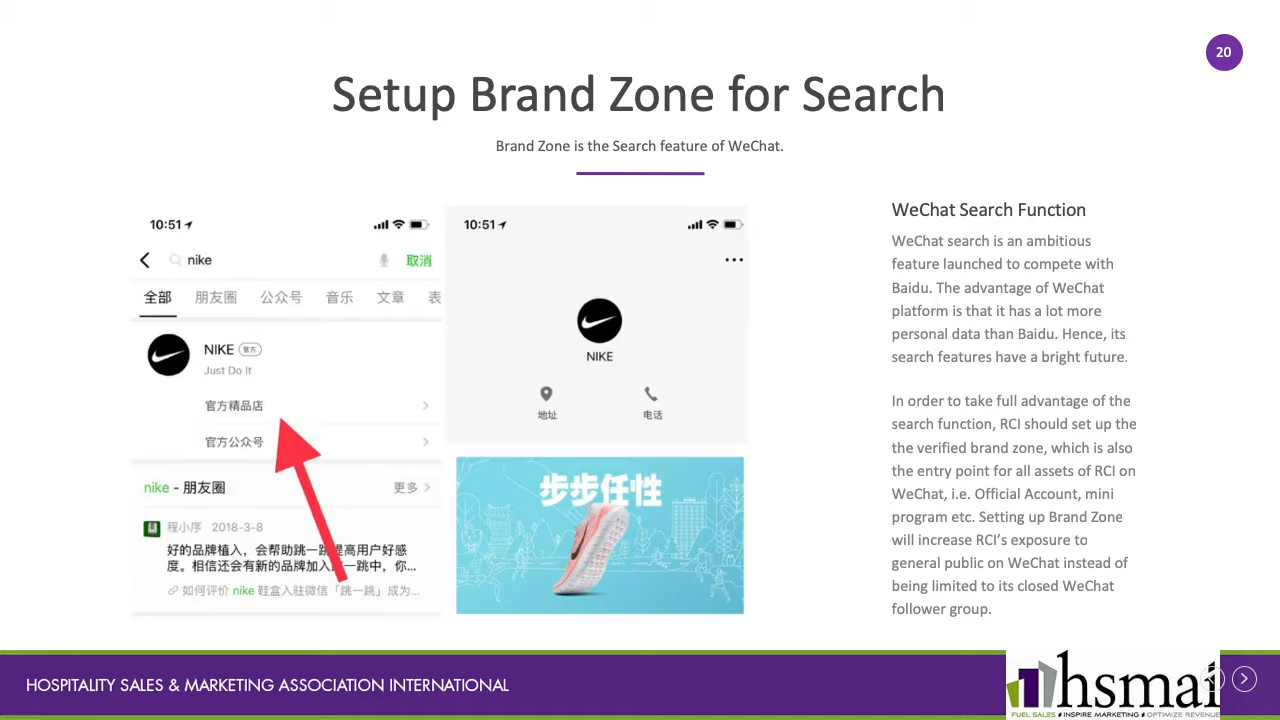 20
Setup Brand Zone for Search
Brand Zone is the Search feature of WeChat.
10:51
nike
取消
全部 朋友圈 公众号 音乐 文章 表
NIKE 官方
Just Do It
官方精品店
官方公众号
nike - 朋友圈 更多
程小序 2018-3-8
好的品牌植入，会帮助跳一跳提高用户好感
度。相信还会有新的品牌加入跳一跳中，你...
如何评价 nike 鞋盒入驻微信「跳一跳」成为...
10:51
NIKE
地址 电话
步步任性
WeChat Search Function
WeChat search is an ambitious
feature launched to compete with
Baidu. The advantage of WeChat
platform is that it has a lot more
personal data than Baidu. Hence, its
search features have a bright future.
In order to take full advantage of the
search function, RCI should set up the
the verified brand zone, which is also
the entry point for all assets of RCI on
WeChat, i.e. Official Account, mini
program etc. Setting up Brand Zone
will increase RCI’s exposure to
general public on WeChat instead of
being limited to its closed WeChat
follower group.
HOSPITALITY SALES & MARKETING ASSOCIATION INTERNATIONAL
hsmai
FUEL SALES INSPIRE MARKETING OPTIMIZE REVENUE